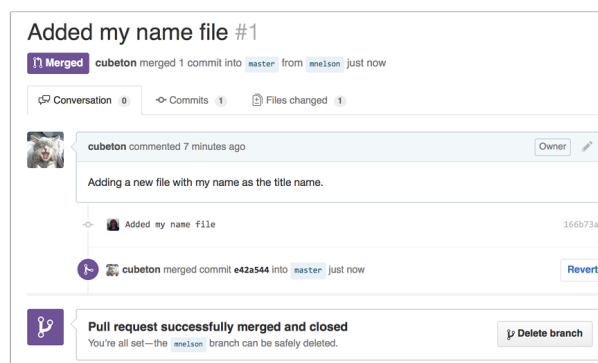 Added my name file #1
Merged cubeton merged 1 commit into master from mnelson just now
Conversation 0 Commits 1 Files changed 1
cubeton commented 7 minutes ago Owner
Adding a new file with my name as the title name.
Added my name file 166b73a
cubeton merged commit e42a544 into master just now Revert
Pull request successfully merged and closed
You're all set—the mnelson branch can be safely deleted.
Delete branch